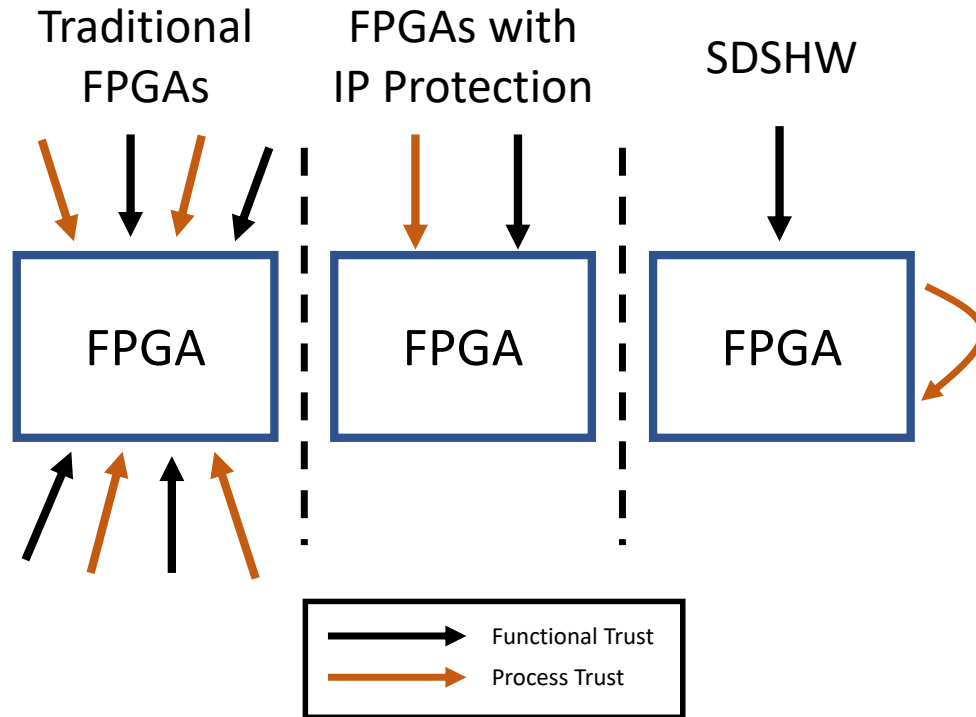 Traditional
FPGAs
FPGAs with
IP Protection
SDSHW
FPGA
FPGA
FPGA
Functional Trust
Process Trust